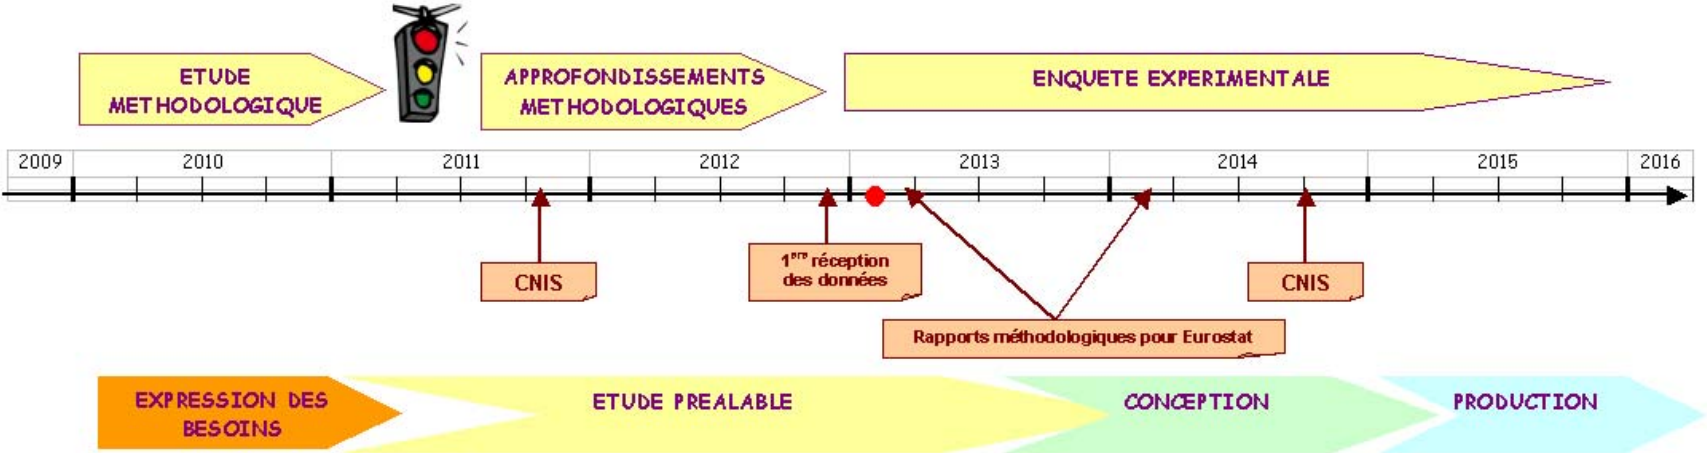 ETUDE
METHODOLOGIQUE
APPROFONDISSEMENTS
METHODOLOGIQUES
ENQUETE EXPERIMENTALE
2009 2010 2011 2012 2013 2014 2015 2016
CNIS
1ère réception
des données
CNIS
Rapports méthodologiques pour Eurostat
EXPRESSION DES
BESOINS
ETUDE PREALABLE
CONCEPTION
PRODUCTION